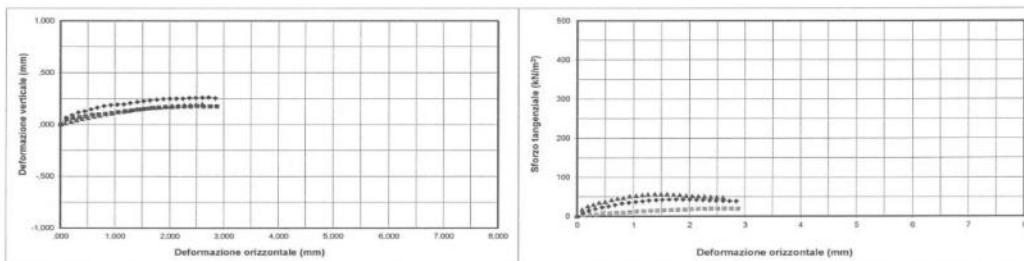 1.000
,500
,000
-,500
-1,000
Deformazione verticale (mm)
,000 1,000 2,000 3,000 4,000 5,000 6,000 7,000 8,000
Deformazione orizzontale (mm)
500
400
300
200
100
0
Sforzo tangenziale (kN/m²)
0 1 2 3 4 5 6 7 8
Deformazione orizzontale (mm)